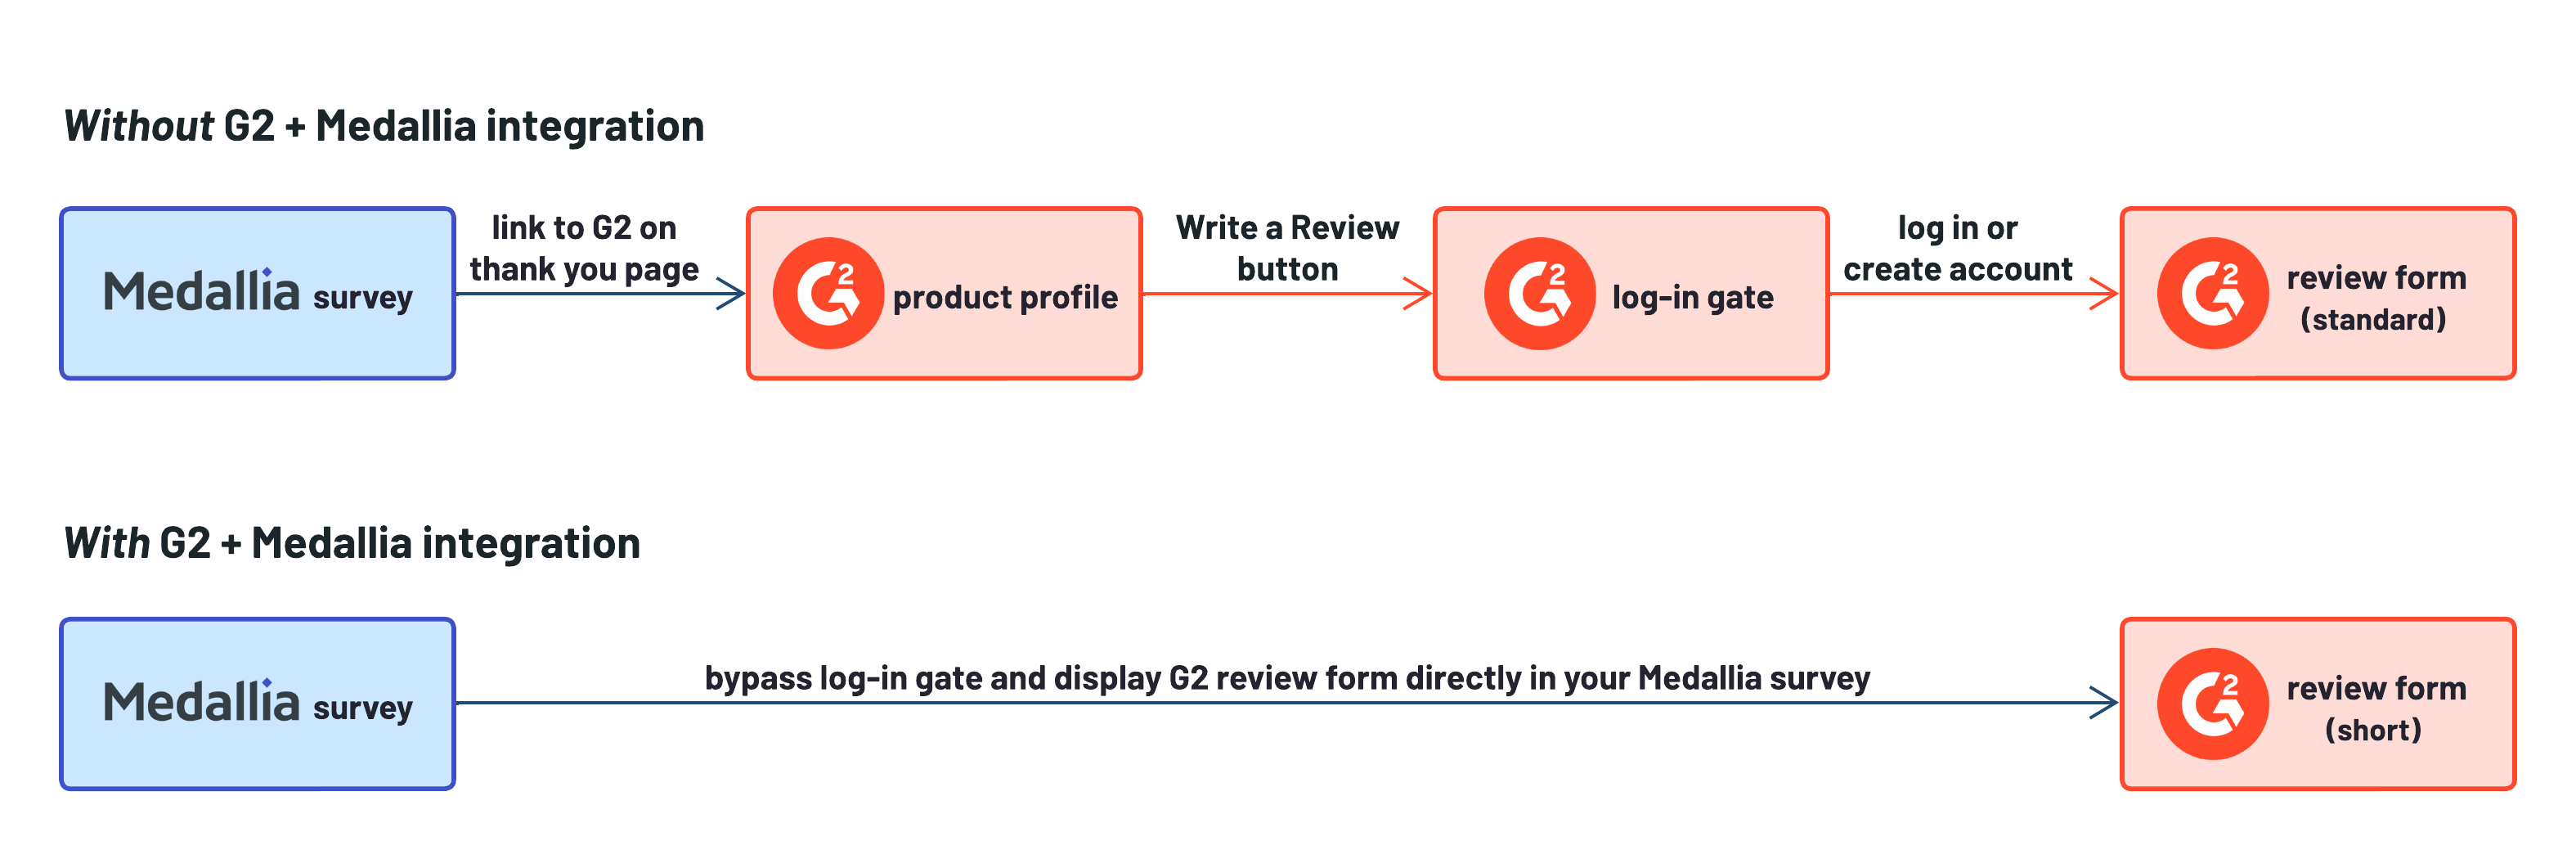 Without G2 + Medallia integration
Medallia survey
link to G2 on
thank you page
G2 product profile
Write a Review
button
G2 log-in gate
log in or
create account
G2 review form
(standard)
With G2 + Medallia integration
Medallia survey
bypass log-in gate and display G2 review form directly in your Medallia survey
G2 review form
(short)